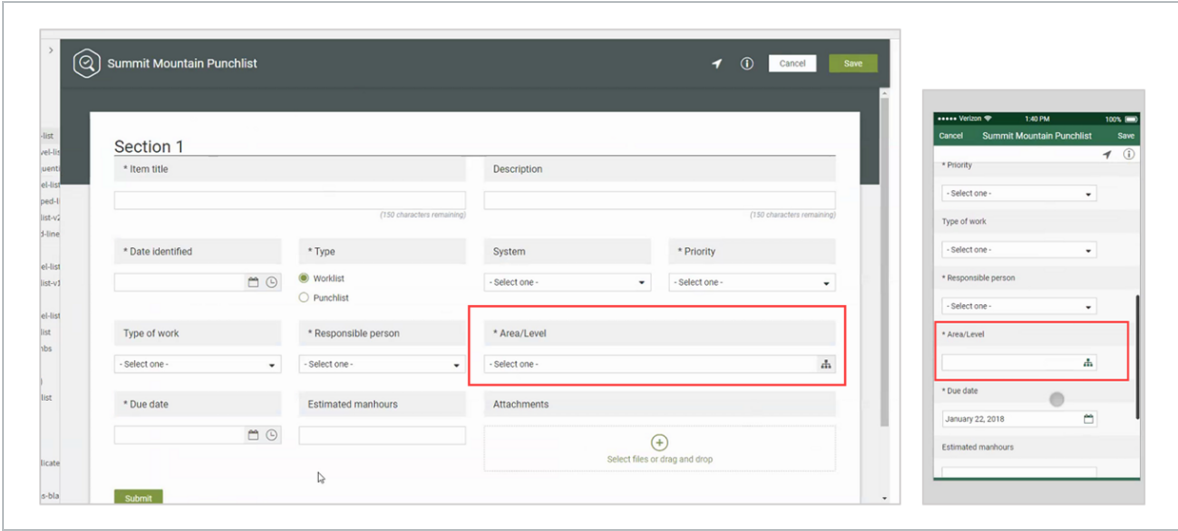 Summit Mountain Punchlist
Cancel
Save
-list
vel-lis
uenti
el-list
ped-li
list-v2
d-line
el-list
list-v1
el-list
list
nbs
list
licate
s-bla
Section 1
* Item title
Description
(150 characters remaining)
(150 characters remaining)
* Date identified
* Type
System
* Priority
Worklist
Punchlist
- Select one -
- Select one -
Type of work
* Responsible person
* Area/Level
- Select one -
- Select one -
- Select one -
* Due date
Estimated manhours
Attachments
Select files or drag and drop
Submit
Verizon
1:40 PM
100%
Cancel
Summit Mountain Punchlist
Save
* Priority
- Select one -
Type of work
- Select one -
* Responsible person
- Select one -
* Area/Level
* Due date
January 22, 2018
Estimated manhours